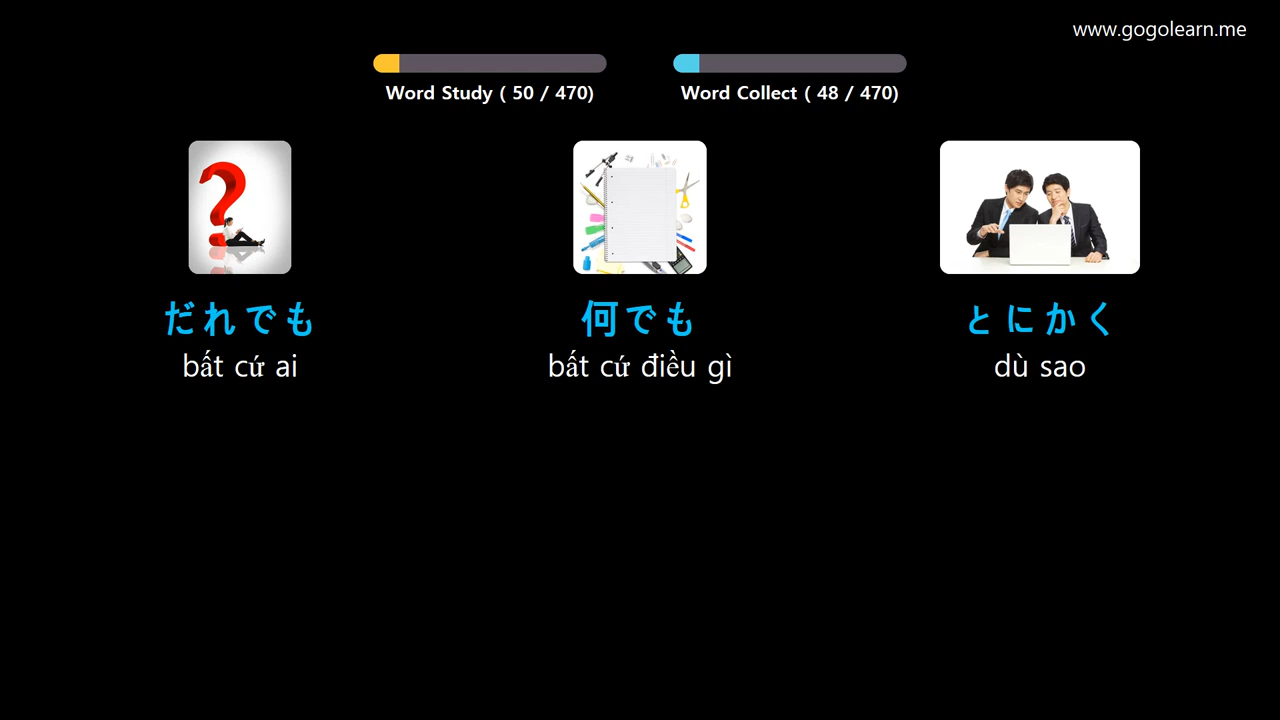 www.gogolearn.me
Word Study ( 50 / 470)
Word Collect ( 48 / 470)
だれでも
bất cứ ai
何でも
bất cứ điều gì
とにかく
dù sao